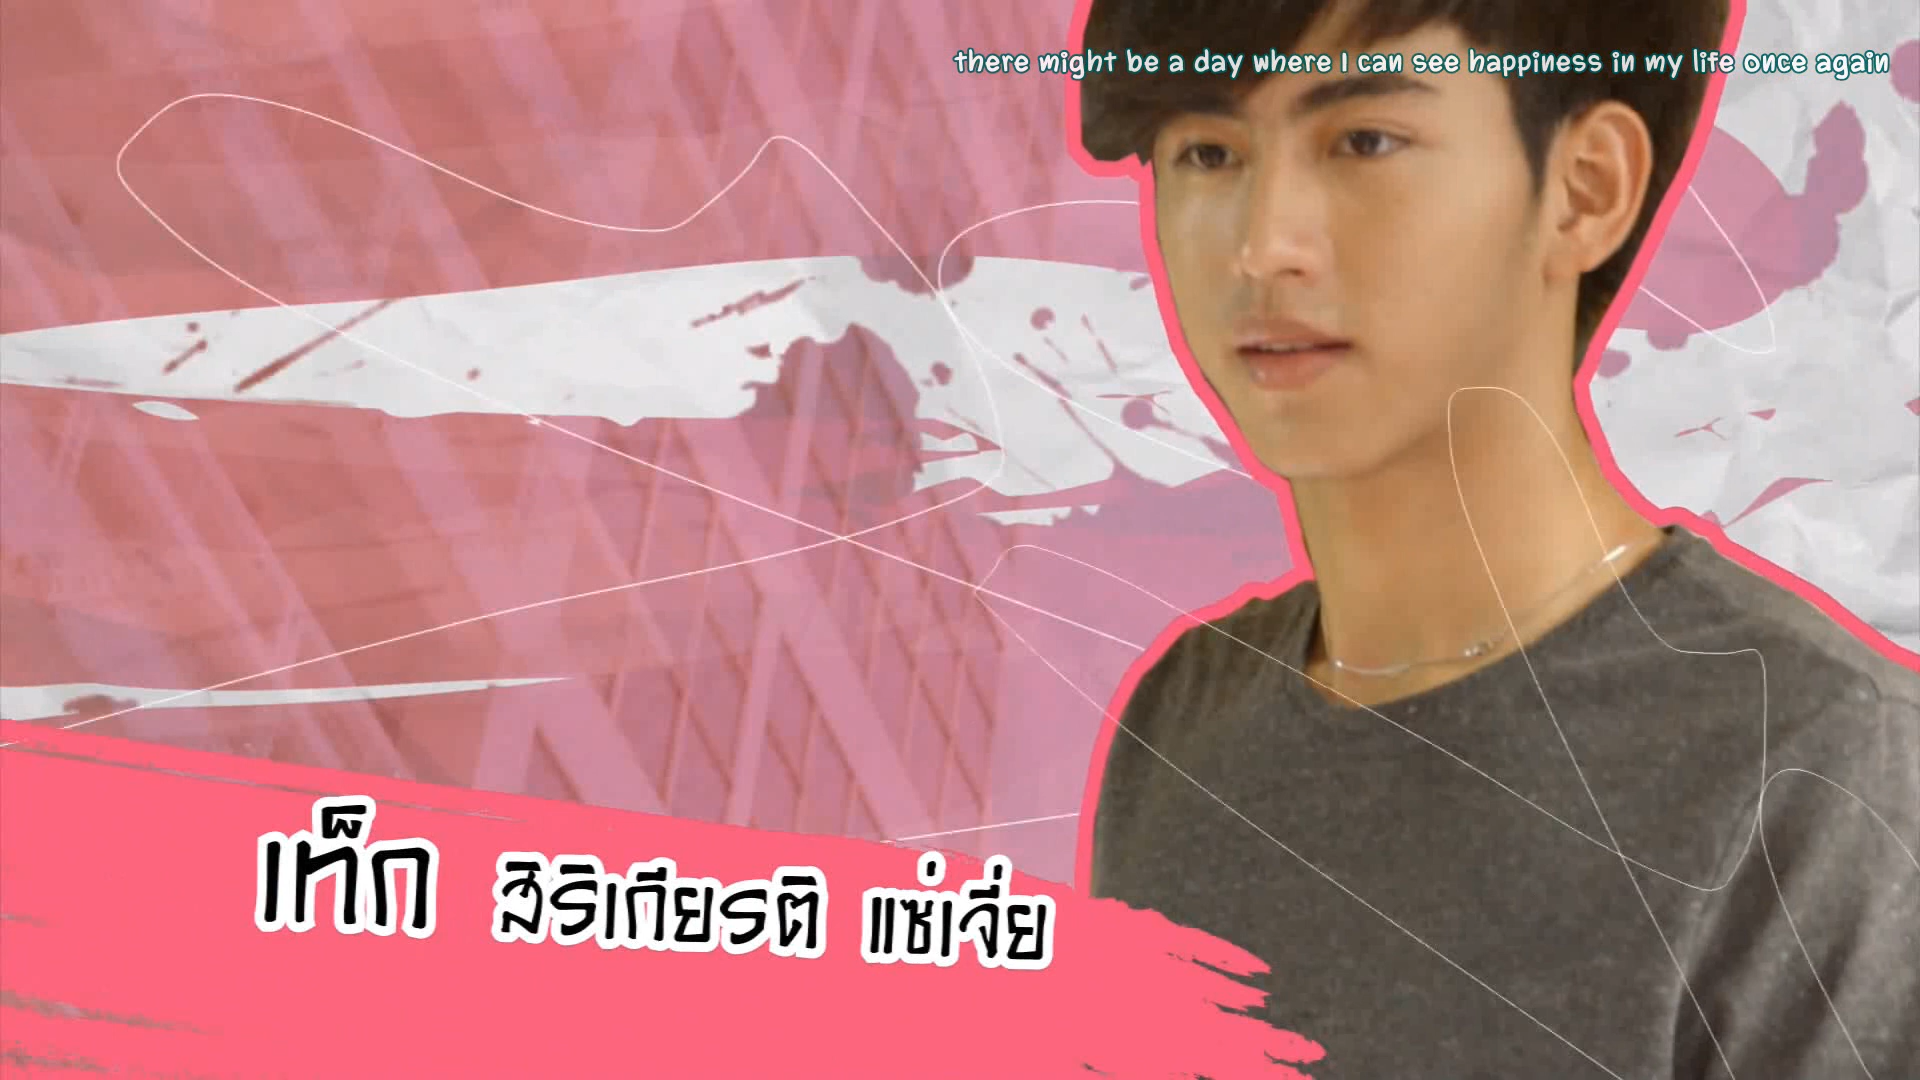 there might be a day where I can see happiness in my life once again
เท็ก สิริเกียรติ แซ่เจี่ย